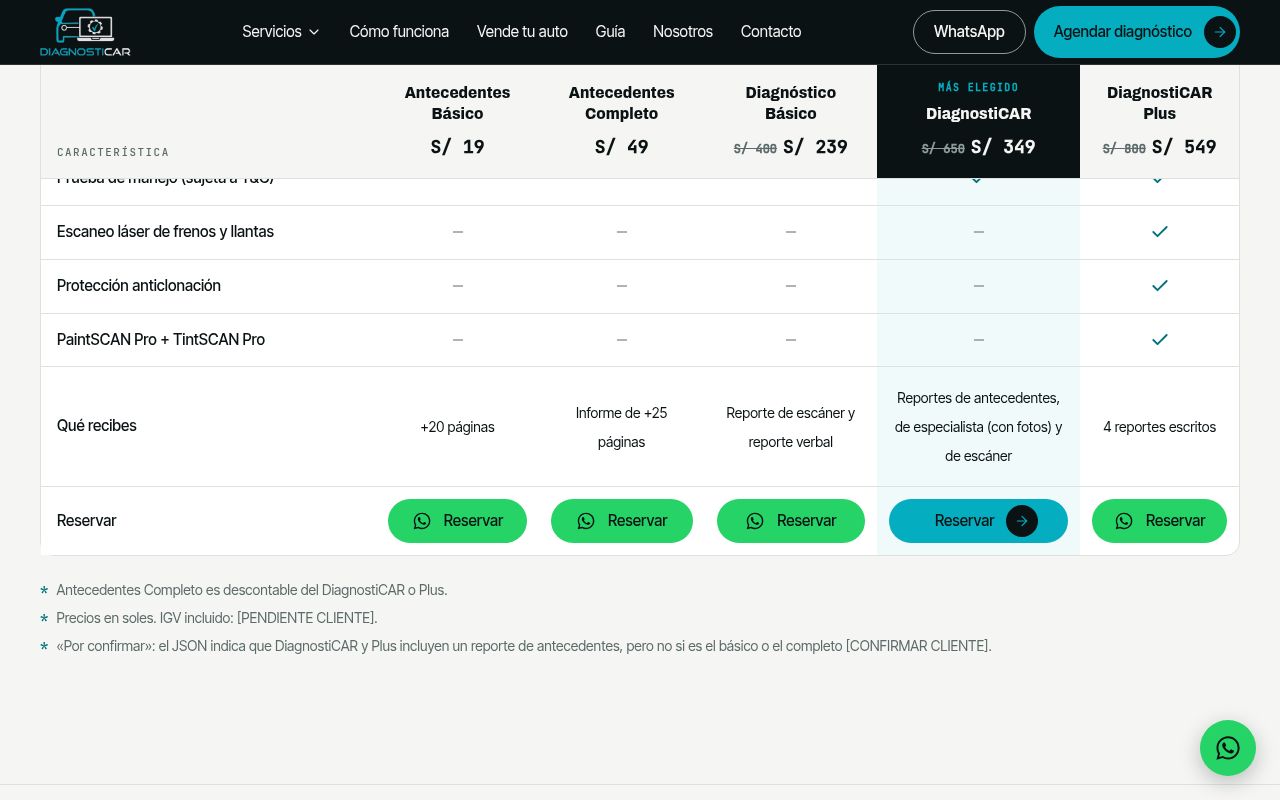 DIAGNOSTICAR
Servicios
Cómo funciona
Vende tu auto
Guía
Nosotros
Contacto
WhatsApp
Agendar diagnóstico
CARACTERÍSTICA
Antecedentes
Básico
S/ 19
Antecedentes
Completo
S/ 49
Diagnóstico
Básico
S/ 400 S/ 239
MÁS ELEGIDO
DiagnostiCAR
S/ 650 S/ 349
DiagnostiCAR
Plus
S/ 800 S/ 549
Prueba de manejo (sujeta a T&C)
Escaneo láser de frenos y llantas
—
—
—
—
Protección anticlonación
—
—
—
—
PaintSCAN Pro + TintSCAN Pro
—
—
—
—
Qué recibes
+20 páginas
Informe de +25
páginas
Reporte de escáner y
reporte verbal
Reportes de antecedentes,
de especialista (con fotos) y
de escáner
4 reportes escritos
Reservar
Reservar
Reservar
Reservar
Reservar
Reservar
* Antecedentes Completo es descontable del DiagnostiCAR o Plus.
* Precios en soles. IGV incluido: [PENDIENTE CLIENTE].
* «Por confirmar»: el JSON indica que DiagnostiCAR y Plus incluyen un reporte de antecedentes, pero no si es el básico o el completo [CONFIRMAR CLIENTE].